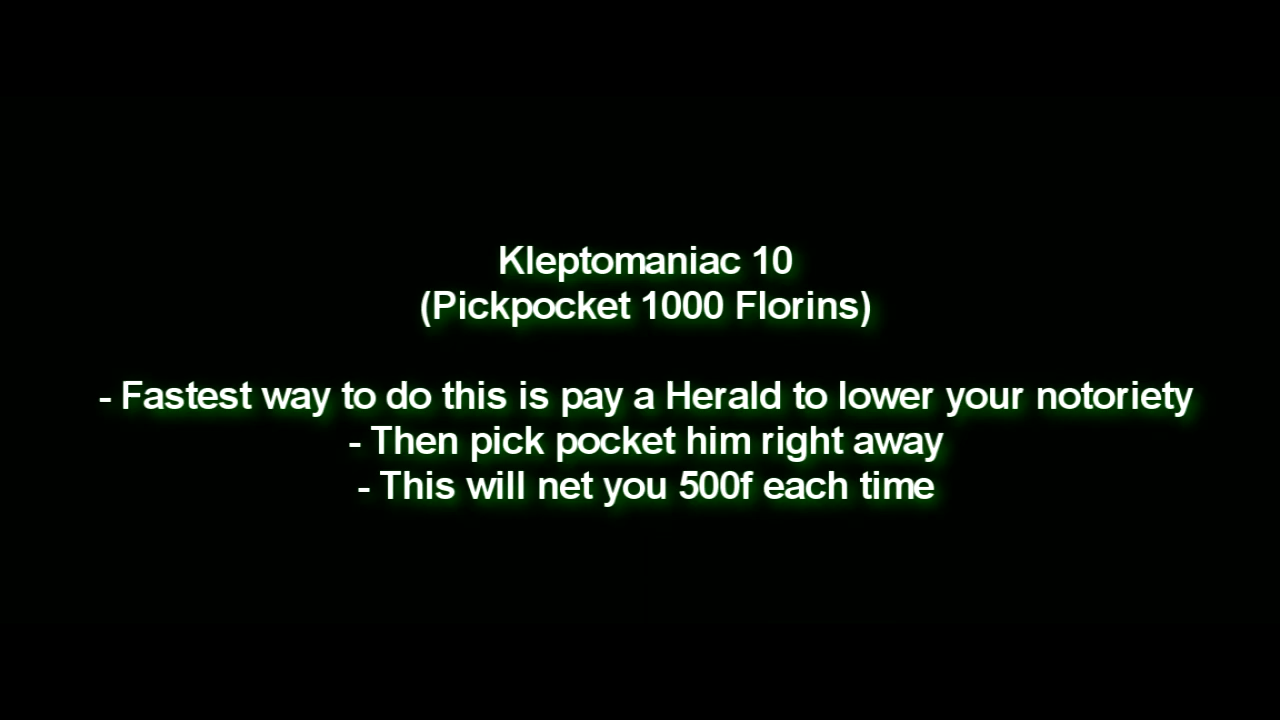 Kleptomaniac 10
(Pickpocket 1000 Florins)
- Fastest way to do this is pay a Herald to lower your notoriety
- Then pick pocket him right away
- This will net you 500f each time